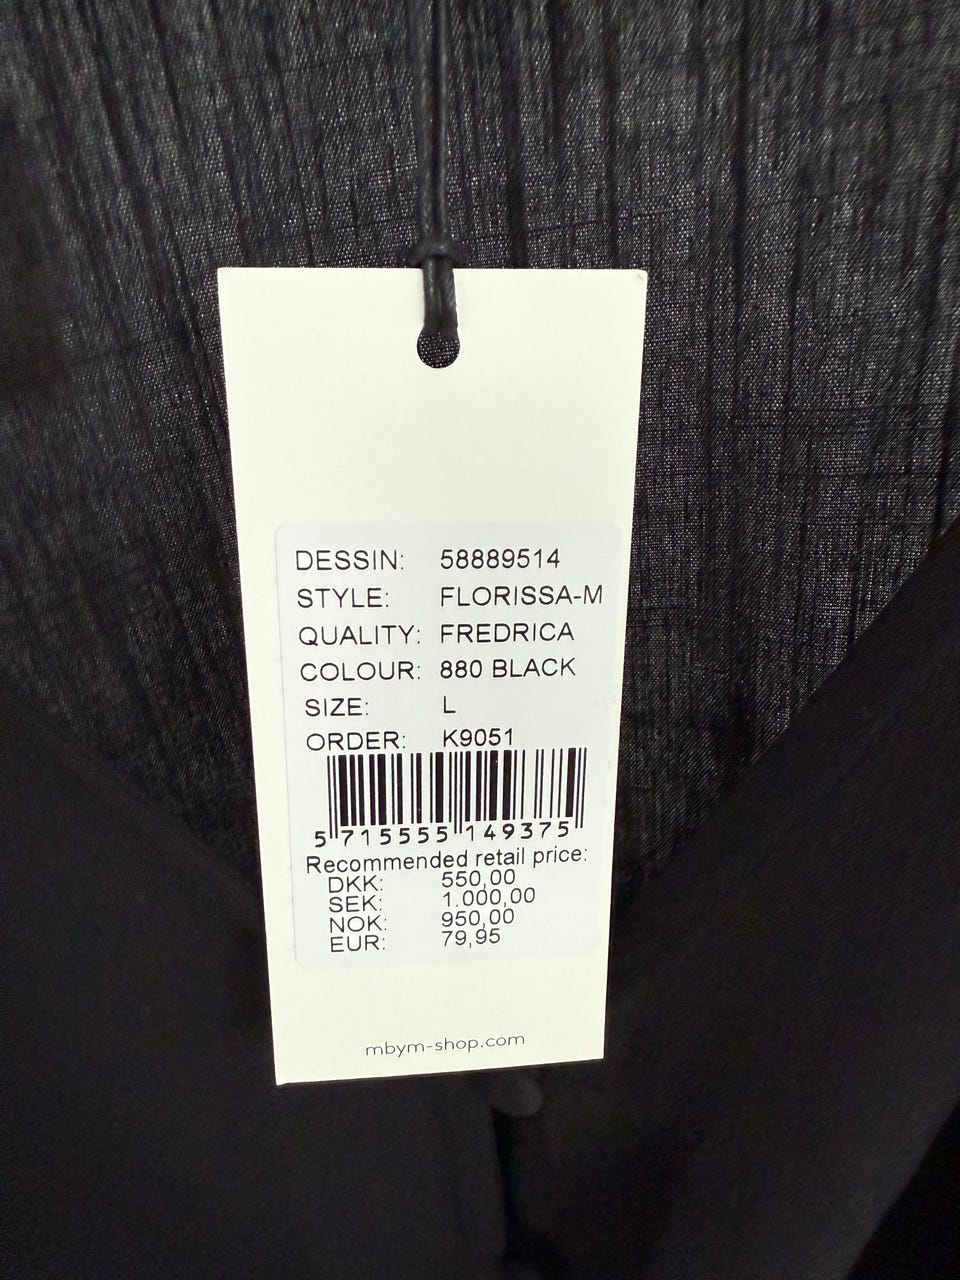 DESSIN: 58889514
STYLE: FLORISSA-M
QUALITY: FREDRICA
COLOUR: 880 BLACK
SIZE: L
ORDER: K9051
5 715555 149375
Recommended retail price:
DKK: 550,00
SEK: 1.000,00
NOK: 950,00
EUR: 79,95
mbym-shop.com